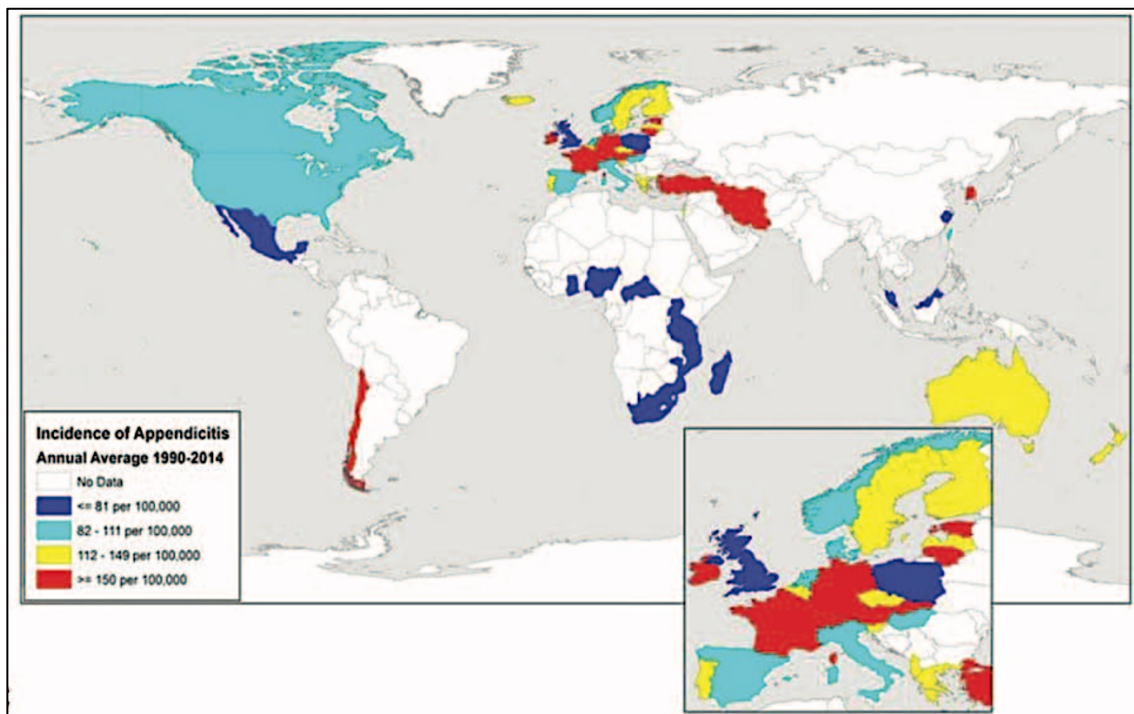 Incidence of Appendicitis
Annual Average 1990-2014
No Data
<= 81 per 100,000
82 - 111 per 100,000
112 - 149 per 100,000
>= 150 per 100,000